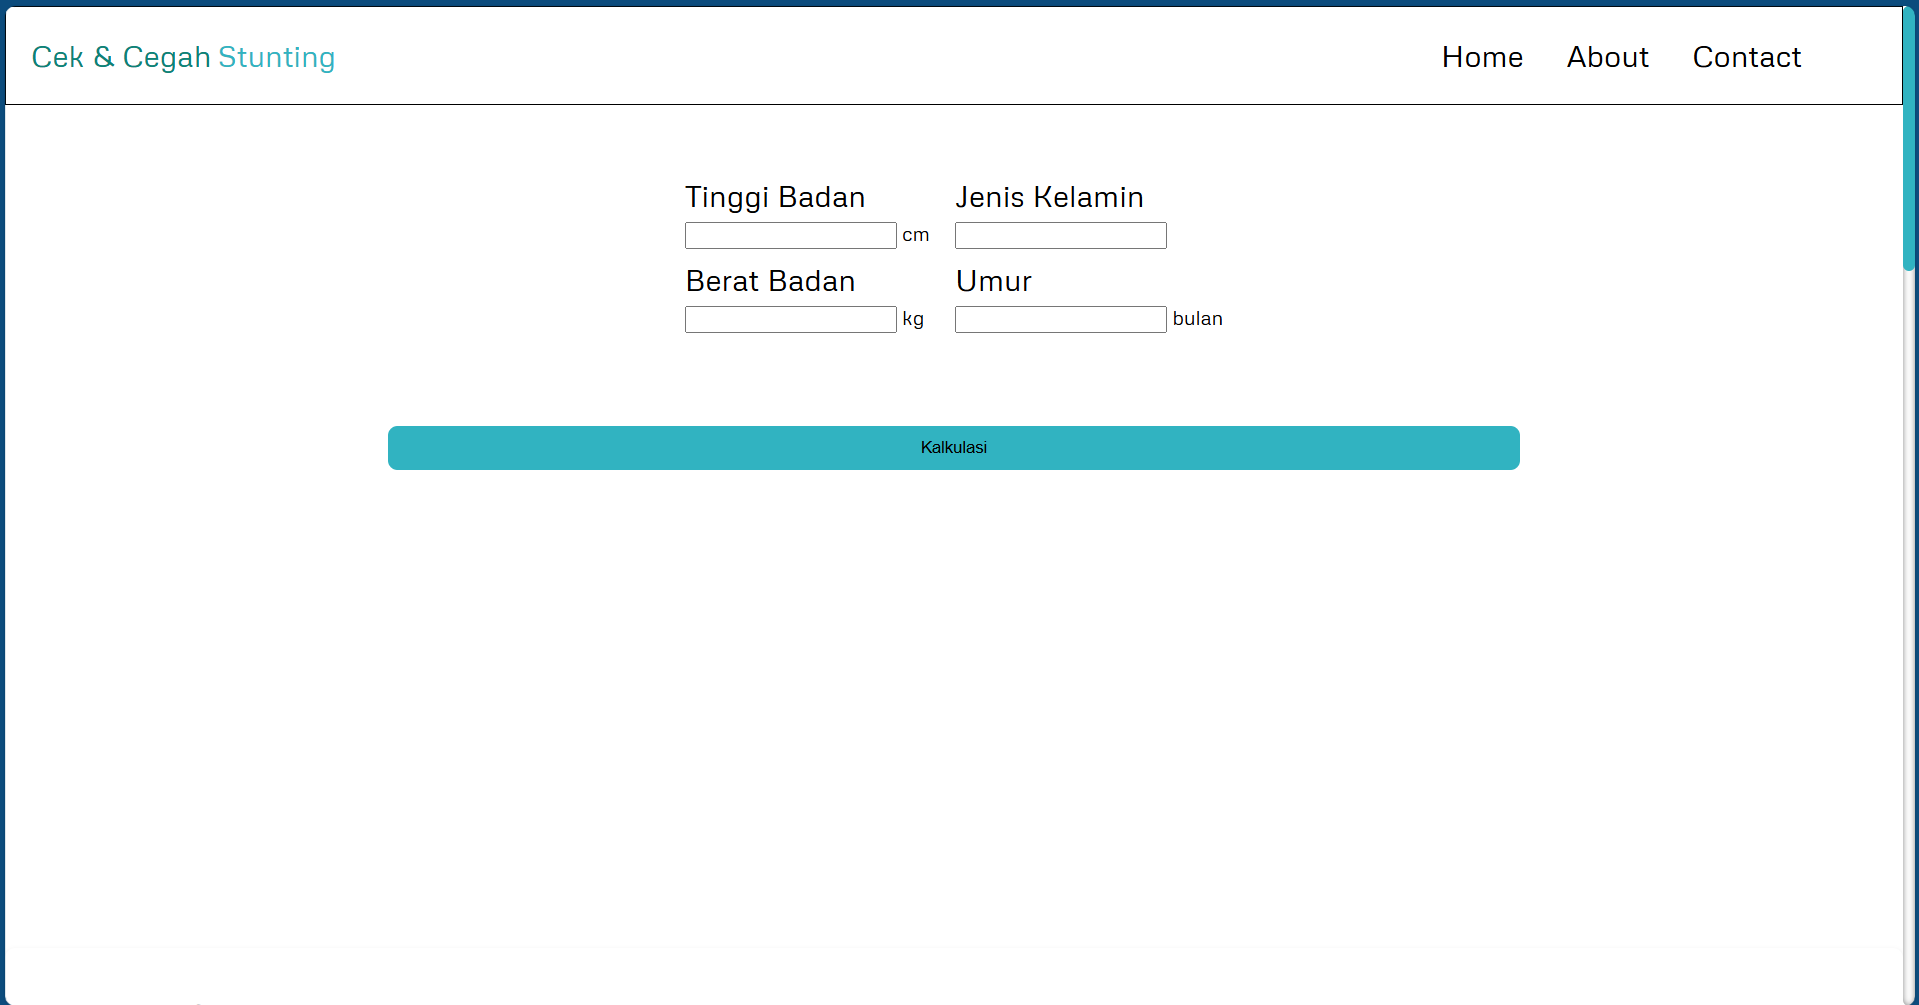 Cek & Cegah Stunting
Home About Contact
Tinggi Badan
cm
Jenis Kelamin
Berat Badan
kg
Umur
bulan
Kalkulasi